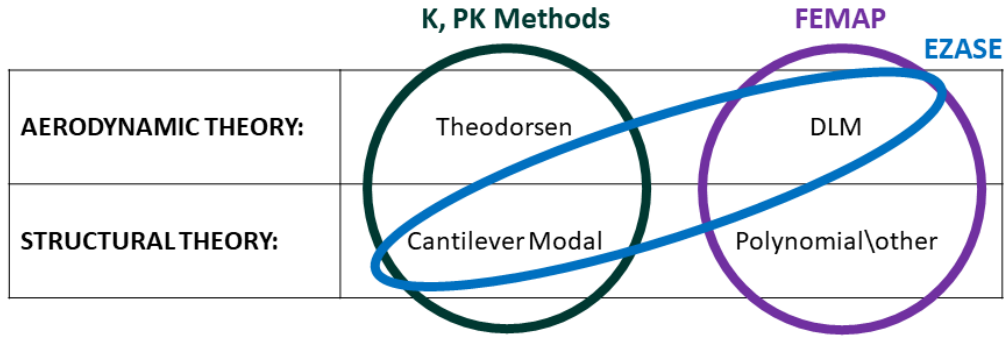 K, PK Methods
FEMAP
EZASE
AERODYNAMIC THEORY:
Theodorsen
DLM
STRUCTURAL THEORY:
Cantilever Modal
Polynomial\other